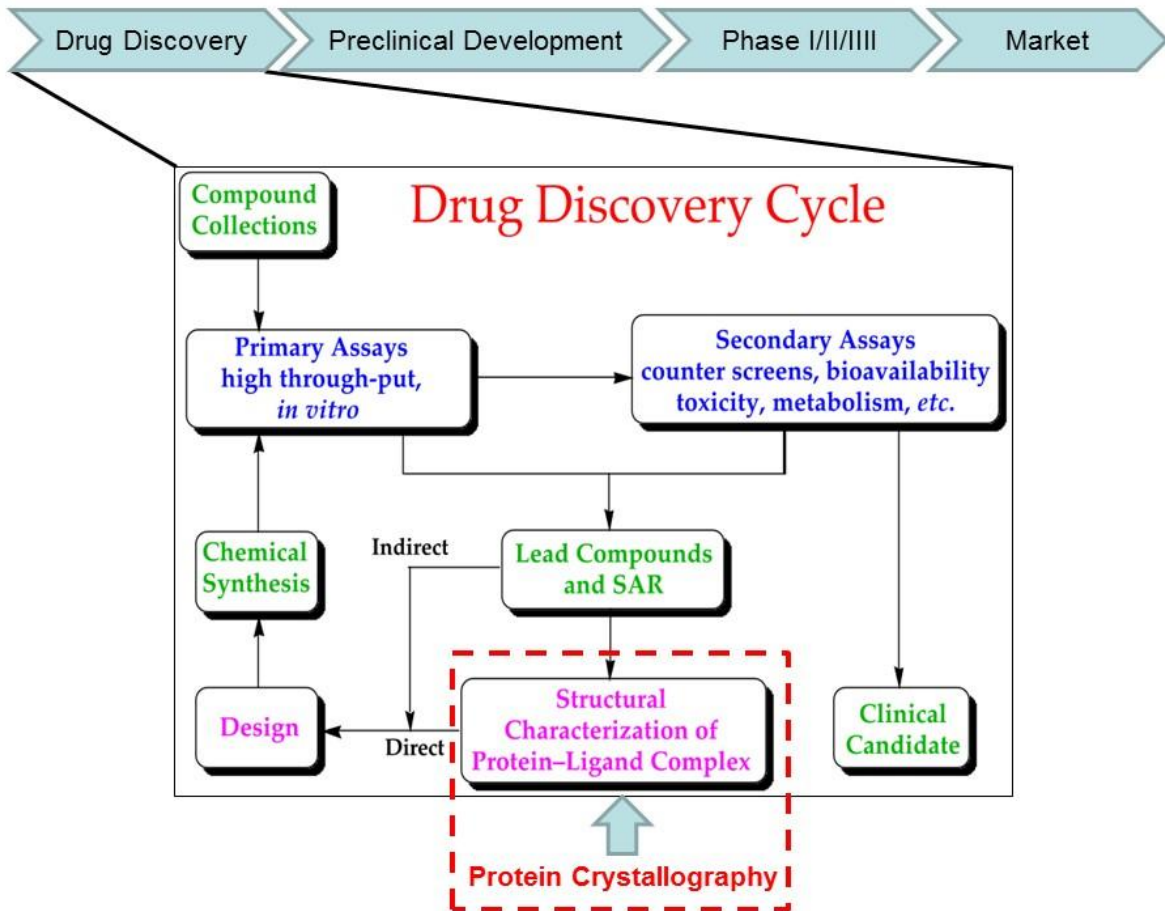 Drug Discovery
Preclinical Development
Phase I/II/IIII
Market
Drug Discovery Cycle
Compound
Collections
Primary Assays
high through-put,
in vitro
Secondary Assays
counter screens, bioavailability
toxicity, metabolism, etc.
Chemical
Synthesis
Indirect
Lead Compounds
and SAR
Design
Direct
Structural
Characterization of
Protein–Ligand Complex
Clinical
Candidate
Protein Crystallography